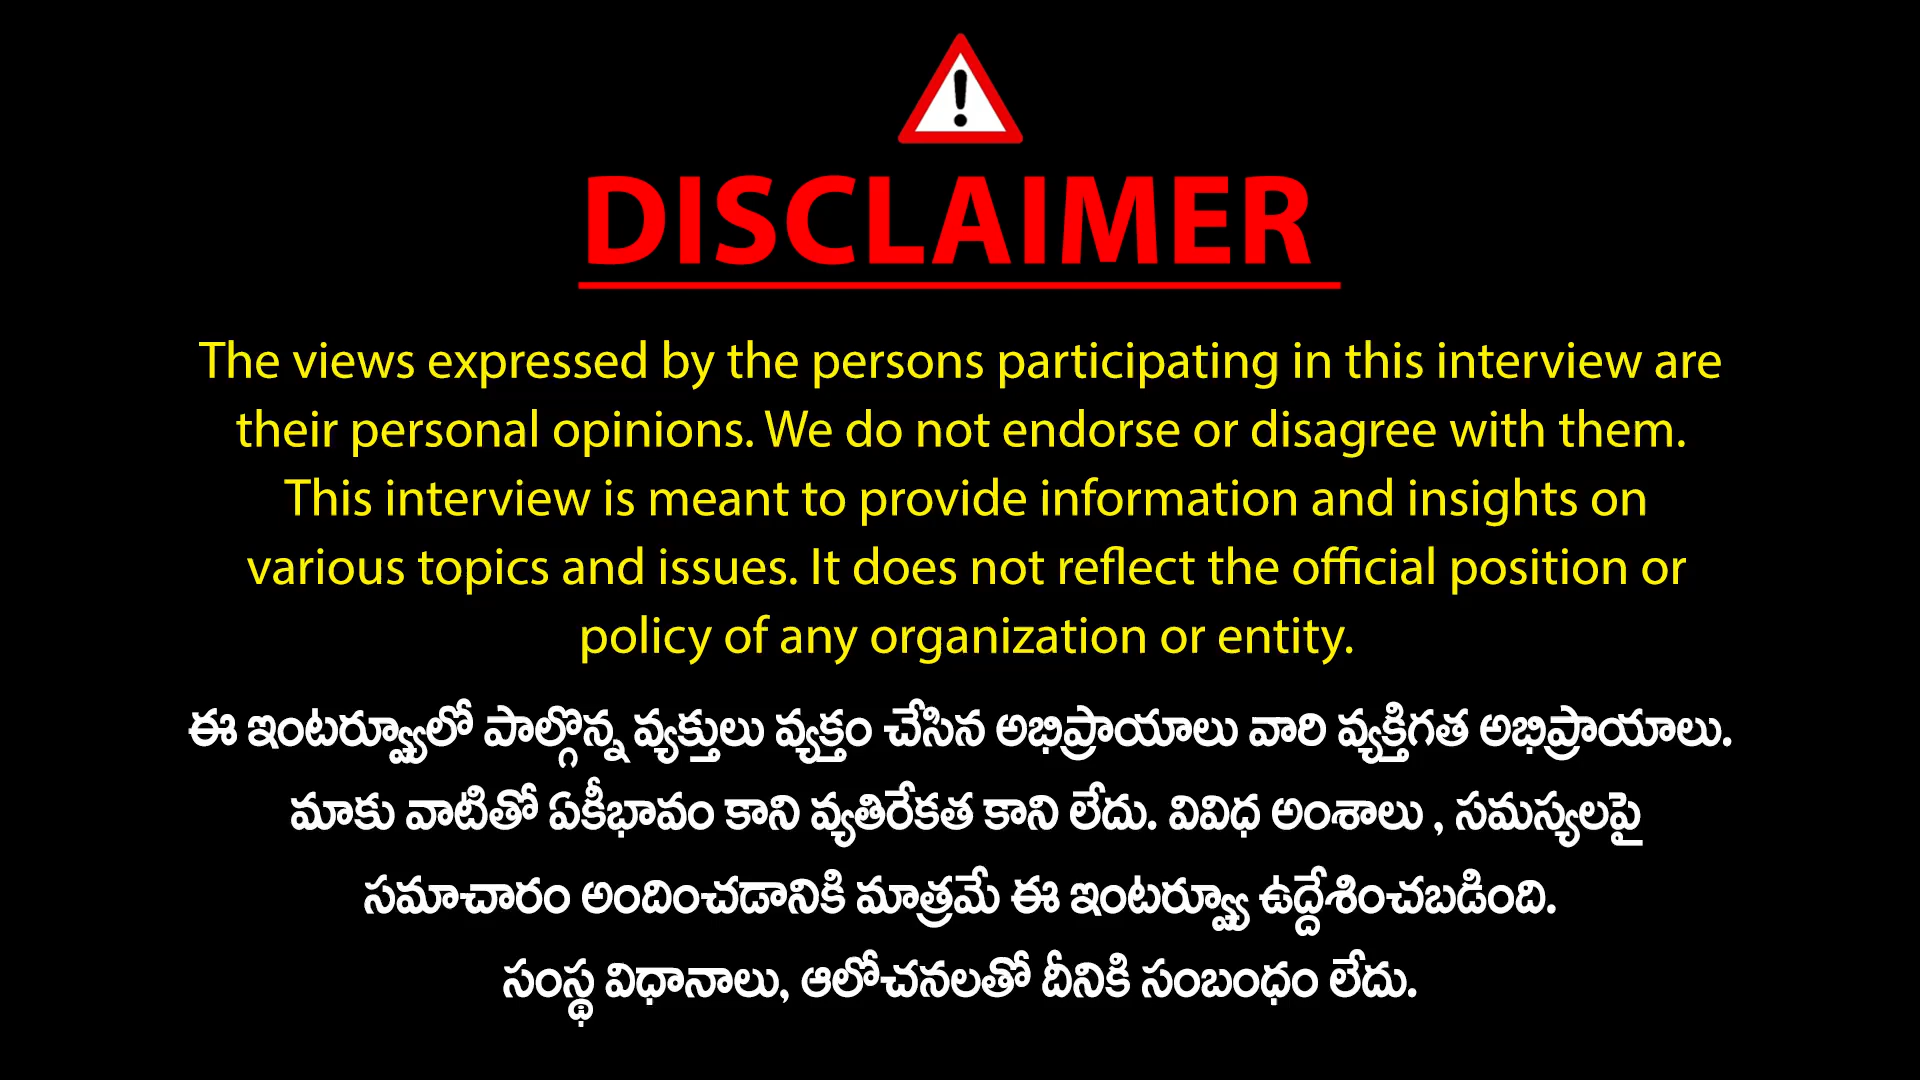 DISCLAIMER
The views expressed by the persons participating in this interview are
their personal opinions. We do not endorse or disagree with them.
This interview is meant to provide information and insights on
various topics and issues. It does not reflect the official position or
policy of any organization or entity.
ఈ ఇంటర్వ్యూలో పాల్గొన్న వ్యక్తులు వ్యక్తం చేసిన అభిప్రాయాలు వారి వ్యక్తిగత అభిప్రాయాలు.
మాకు వాటితో ఏకీభావం కాని వ్యతిరేకత కాని లేదు. వివిధ అంశాలు , సమస్యలపై
సమాచారం అందించడానికి మాత్రమే ఈ ఇంటర్వ్యూ ఉద్దేశించబడింది.
సంస్థ విధానాలు, ఆలోచనలతో దీనికి సంబంధం లేదు.